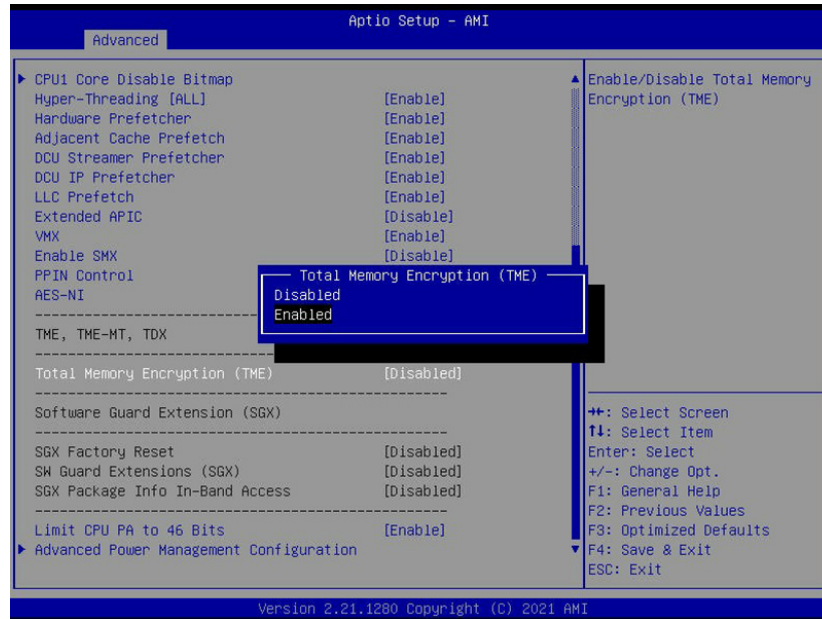 Aptio Setup - AMI
Advanced
CPU1 Core Disable Bitmap
Hyper-Threading [ALL] [Enable]
Hardware Prefetcher [Enable]
Adjacent Cache Prefetch [Enable]
DCU Streamer Prefetcher [Enable]
DCU IP Prefetcher [Enable]
LLC Prefetch [Enable]
Extended APIC [Disable]
VMX [Enable]
Enable SMX [Disable]
PPIN Control
AES-NI
TME, TME-MT, TDX
Total Memory Encryption (TME) [Disabled]
Software Guard Extension (SGX)
SGX Factory Reset [Disabled]
SW Guard Extensions (SGX) [Disabled]
SGX Package Info In-Band Access [Disabled]
Limit CPU PA to 46 Bits [Enable]
Advanced Power Management Configuration
Total Memory Encryption (TME)
Disabled
Enabled
Enable/Disable Total Memory
Encryption (TME)
→←: Select Screen
↑↓: Select Item
Enter: Select
+/-: Change Opt.
F1: General Help
F2: Previous Values
F3: Optimized Defaults
F4: Save & Exit
ESC: Exit
Version 2.21.1280 Copyright (C) 2021 AMI